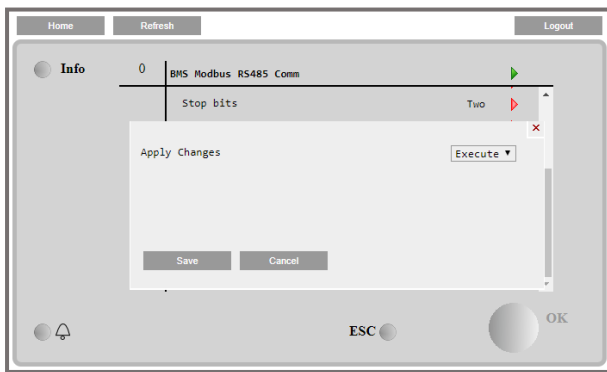 Home Refresh Logout
Info 0 BMS Modbus RS485 Comm
Stop bits Two
×
Apply Changes Execute ▼
Save Cancel
ESC OK